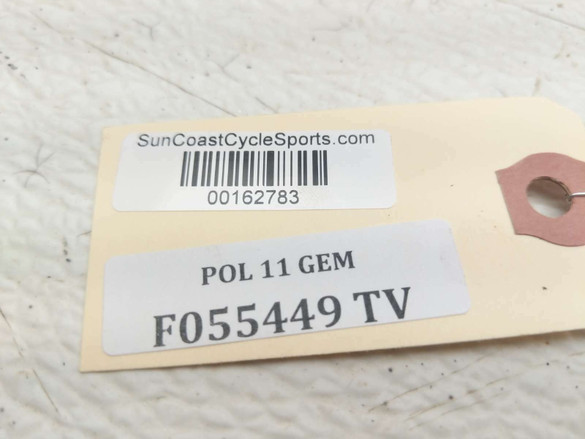 SunCoastCycleSports.com
00162783
POL 11 GEM
F055449 TV